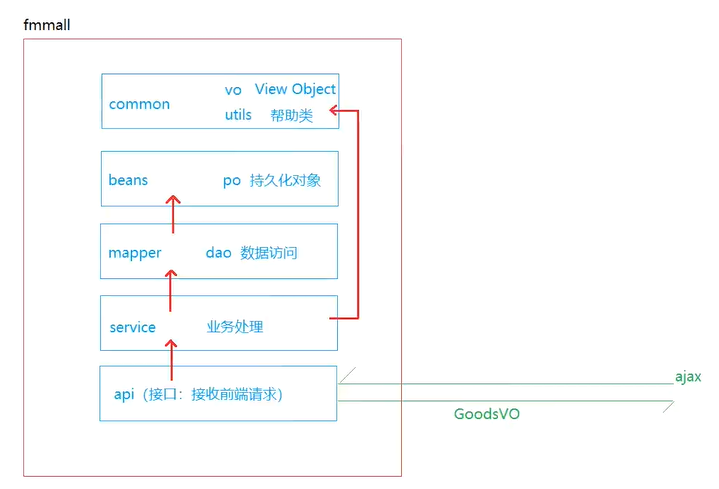 fmmall
common vo View Object
utils 帮助类
beans po 持久化对象
mapper dao 数据访问
service 业务处理
api（接口：接收前端请求）
ajax
GoodsVO